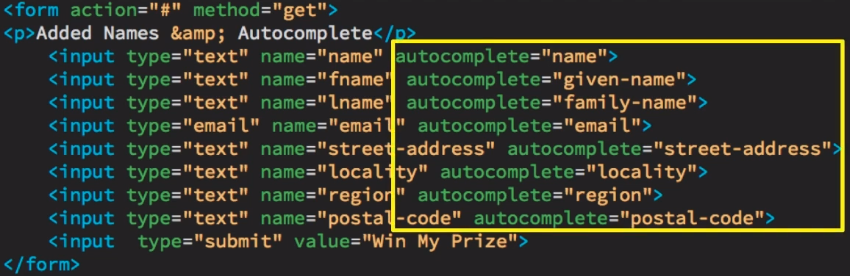 <form action="#" method="get">
<p>Added Names &amp; Autocomplete</p>
<input type="text" name="name" autocomplete="name">
<input type="text" name="fname" autocomplete="given-name">
<input type="text" name="lname" autocomplete="family-name">
<input type="email" name="email" autocomplete="email">
<input type="text" name="street-address" autocomplete="street-address">
<input type="text" name="locality" autocomplete="locality">
<input type="text" name="region" autocomplete="region">
<input type="text" name="postal-code" autocomplete="postal-code">
<input  type="submit" value="Win My Prize">
</form>